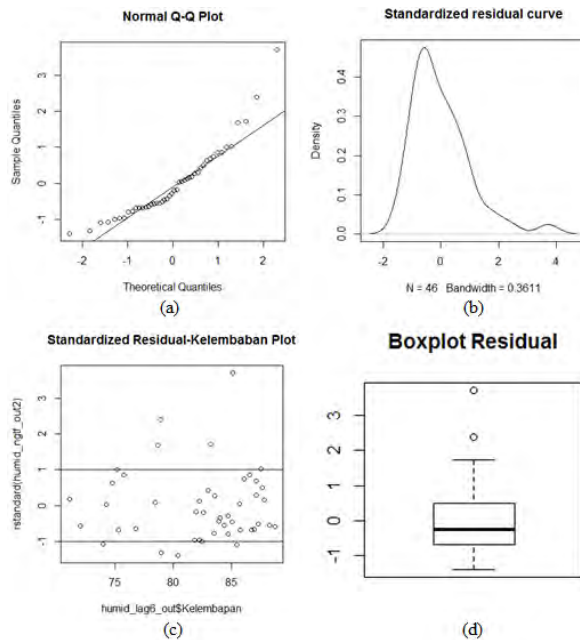 Normal Q-Q Plot
Sample Quantiles
3
2
1
0
-1
-2
-1
0
1
2
Theoretical Quantiles
(a)
Standardized residual curve
Density
0.4
0.3
0.2
0.1
0.0
-2
0
2
4
N = 46 Bandwidth = 0.3611
(b)
Standardized Residual-Kelembaban Plot
rstandard(humid_ngtf_out2)
3
2
1
0
-1
75
80
85
humid_lag6_out$Kelembapan
(c)
Boxplot Residual
3
2
1
0
-1
(d)